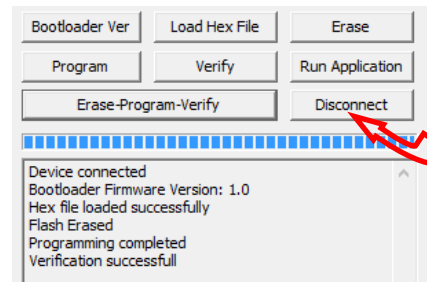 Bootloader Ver Load Hex File Erase
Program Verify Run Application
Erase-Program-Verify Disconnect
Device connected
Bootloader Firmware Version: 1.0
Hex file loaded successfully
Flash Erased
Programming completed
Verification successfull